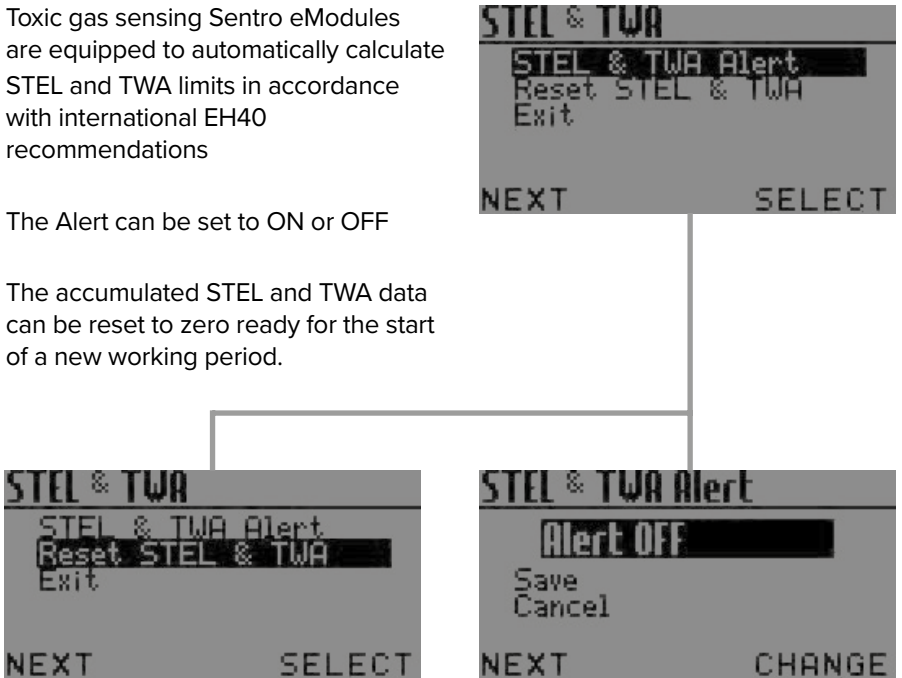 Toxic gas sensing Sentro eModules
are equipped to automatically calculate
STEL and TWA limits in accordance
with international EH40
recommendations
The Alert can be set to ON or OFF
The accumulated STEL and TWA data
can be reset to zero ready for the start
of a new working period.
STEL & TWA
STEL & TWA Alert
Reset STEL & TWA
Exit
NEXT SELECT
STEL & TWA
STEL & TWA Alert
Reset STEL & TWA
Exit
NEXT SELECT
STEL & TWA Alert
Alert OFF
Save
Cancel
NEXT CHANGE